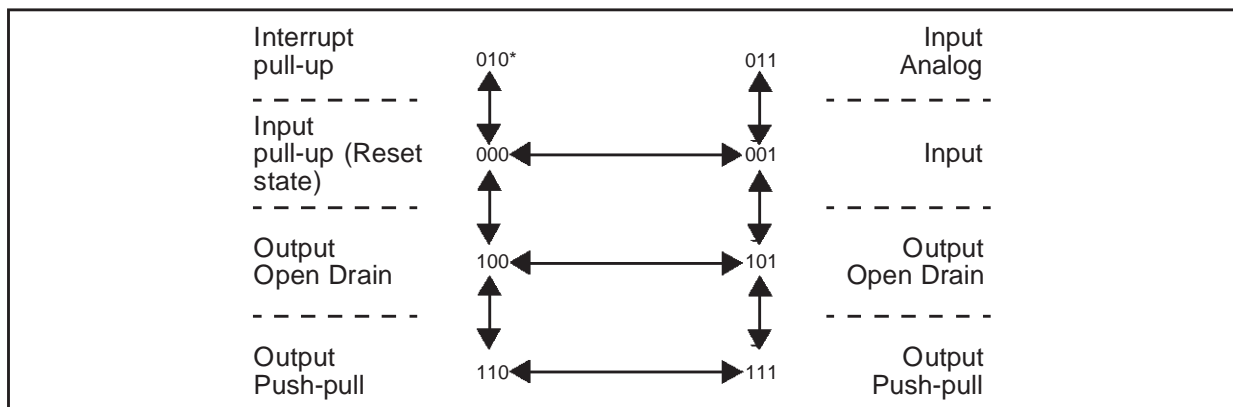 Interrupt
pull-up
010*
011
Input
Analog
Input
pull-up (Reset
state)
000
001
Input
Output
Open Drain
100
101
Output
Open Drain
Output
Push-pull
110
111
Output
Push-pull